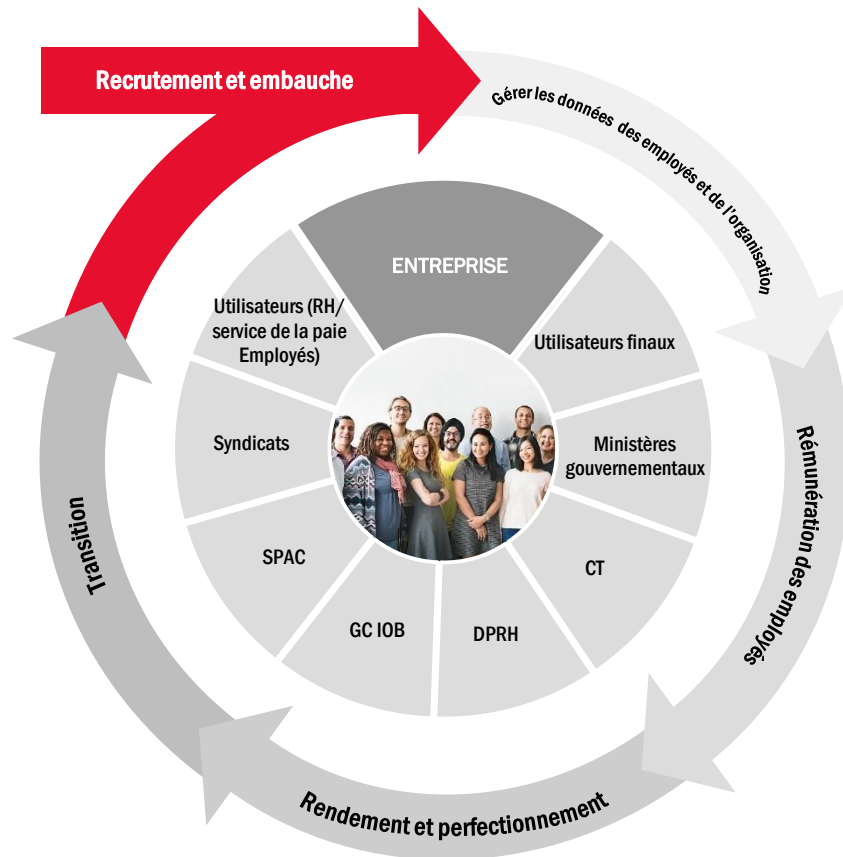 Recrutement et embauche
Gérer les données des employés et de l'organisation
ENTREPRISE
Utilisateurs (RH/
service de la paie
Employés)
Utilisateurs finaux
Syndicats
Ministères
gouvernementaux
Rémunération des employés
Transition
SPAC
CT
GC IOB
DPRH
Rendement et perfectionnement